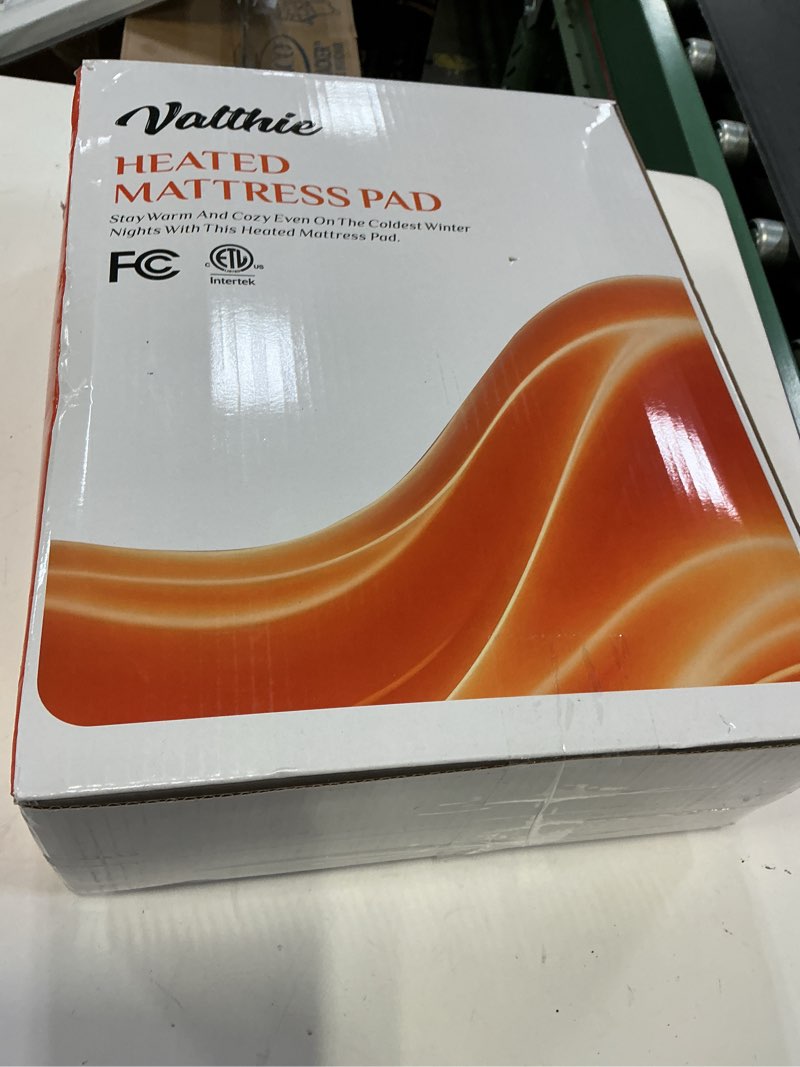 Valthie
HEATED
MATTRESS PAD
Stay Warm And Cozy Even On The Coldest Winter
Nights With This Heated Mattress Pad.
FC
C ETL US
Intertek